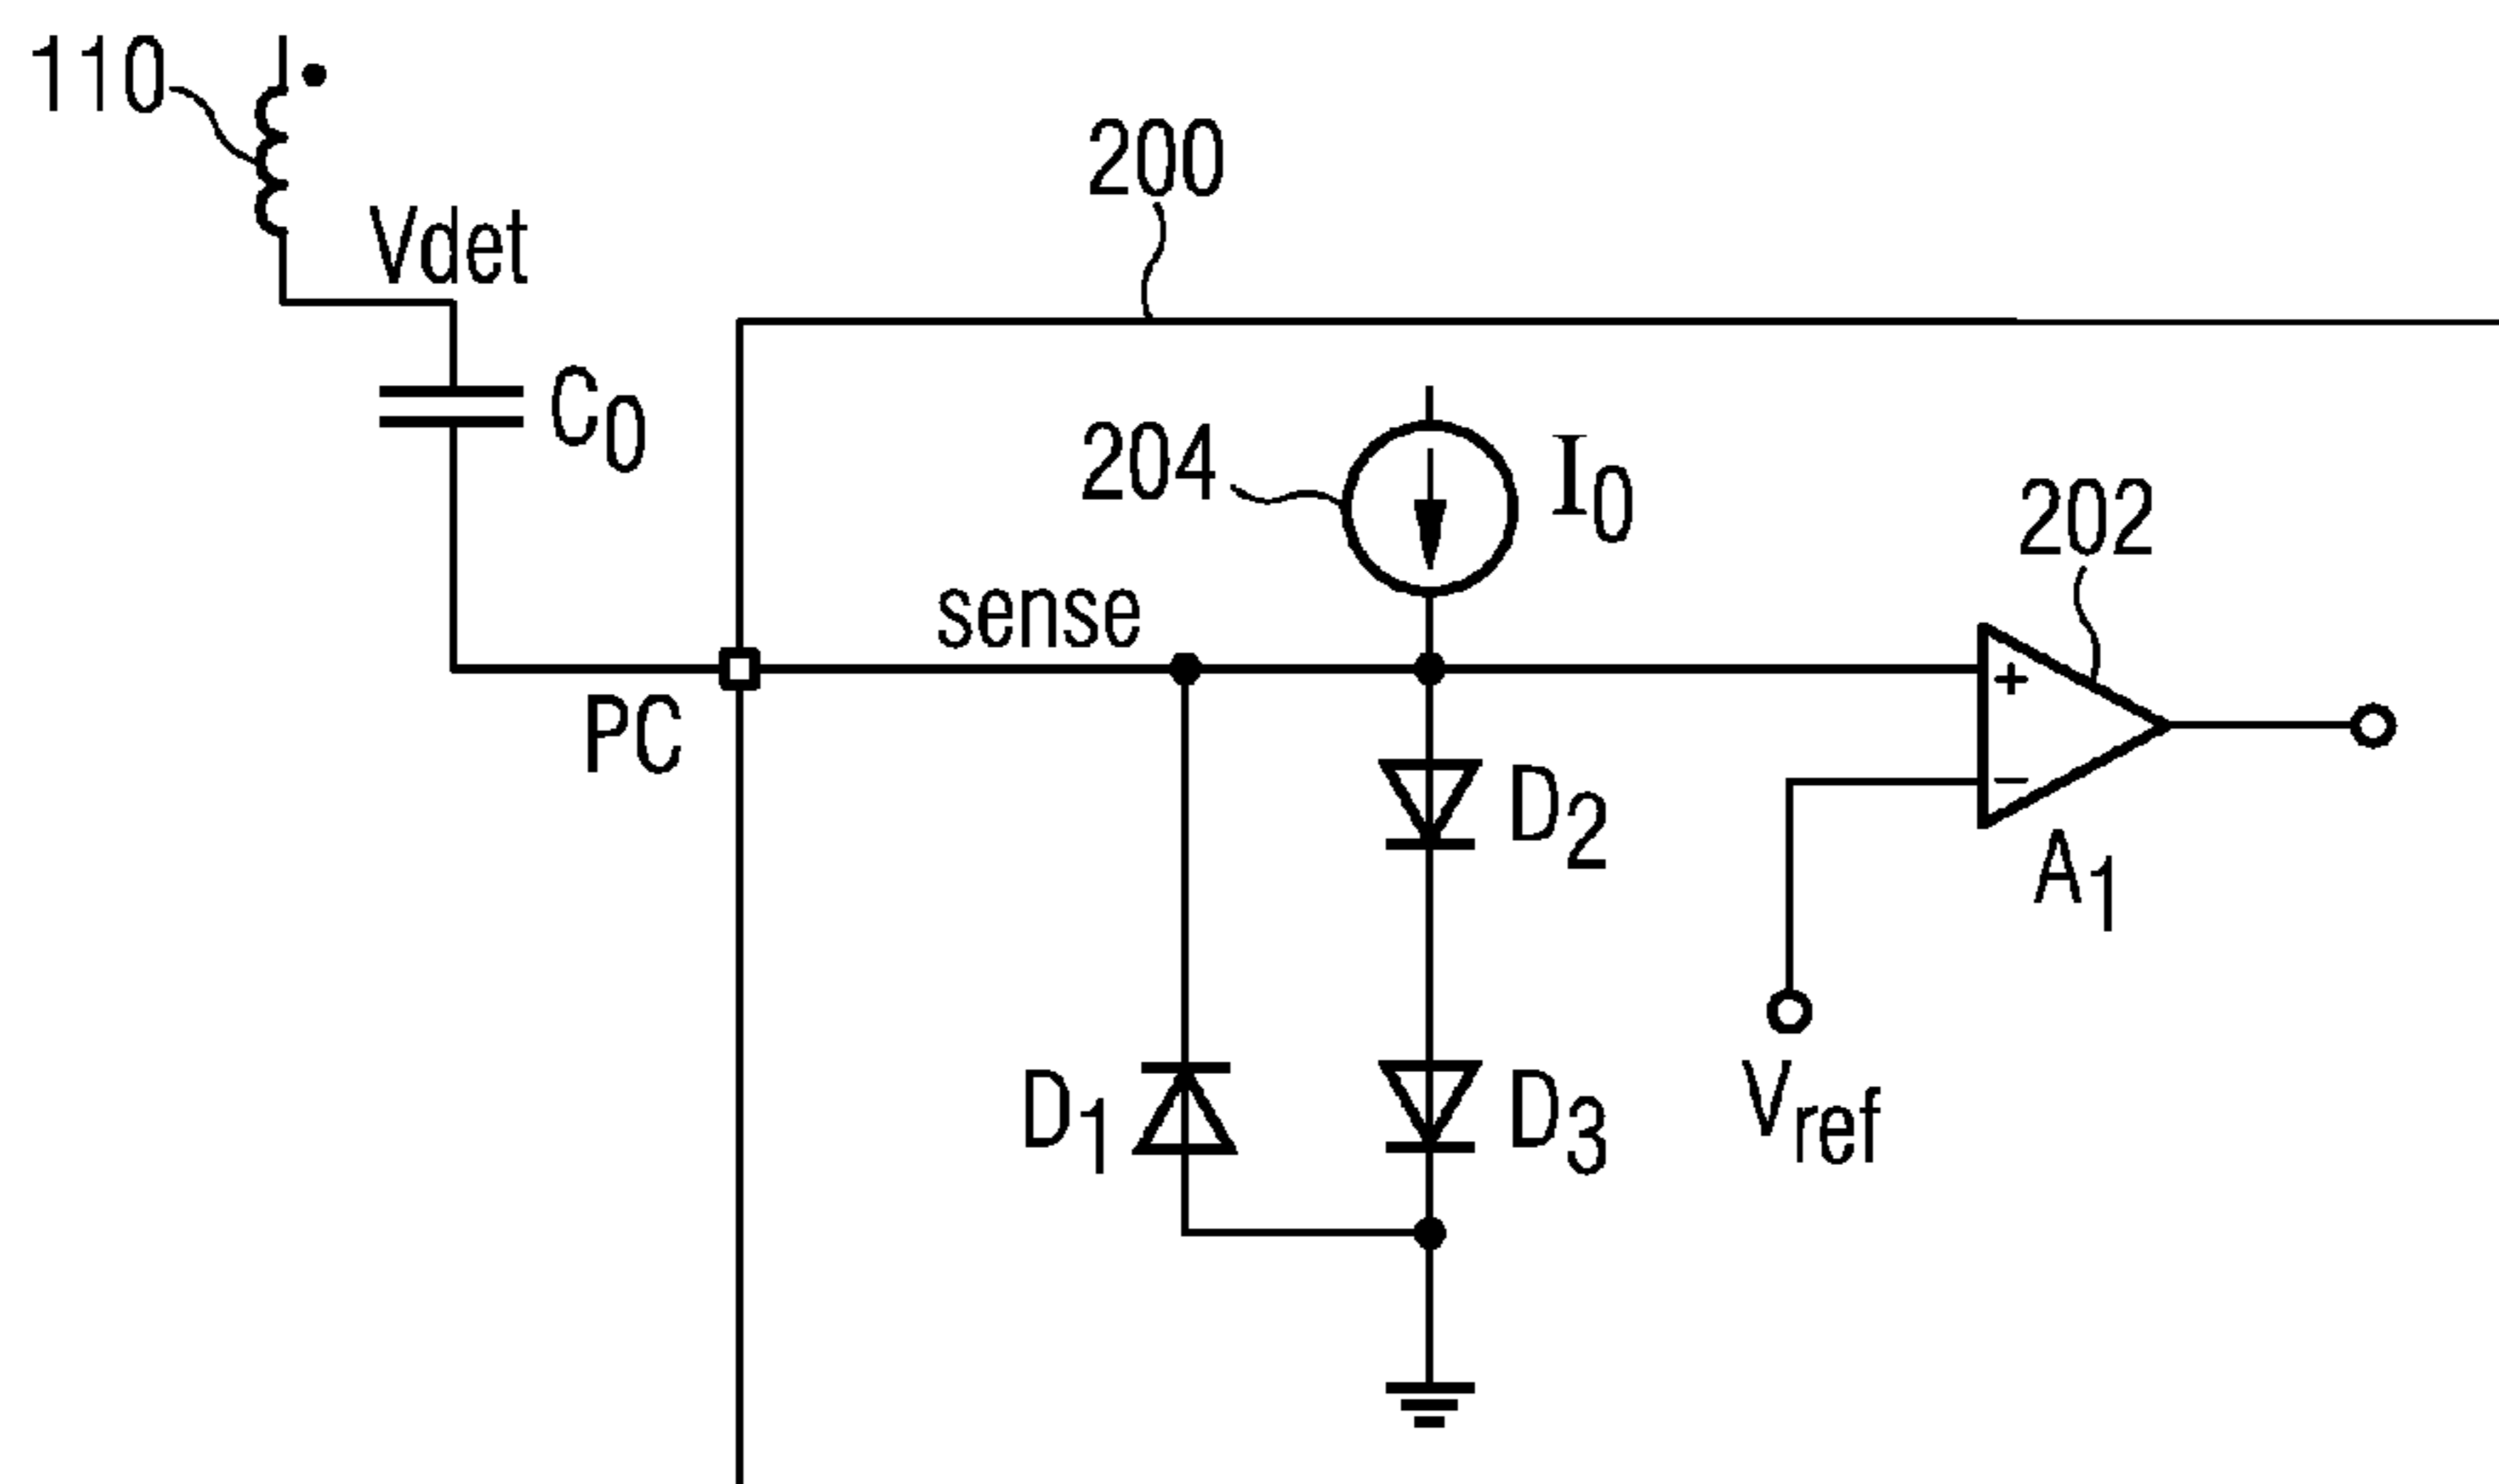 110
Vdet
C0
200
204
I0
202
sense
PC
+
−
A1
D2
D1
D3
Vref